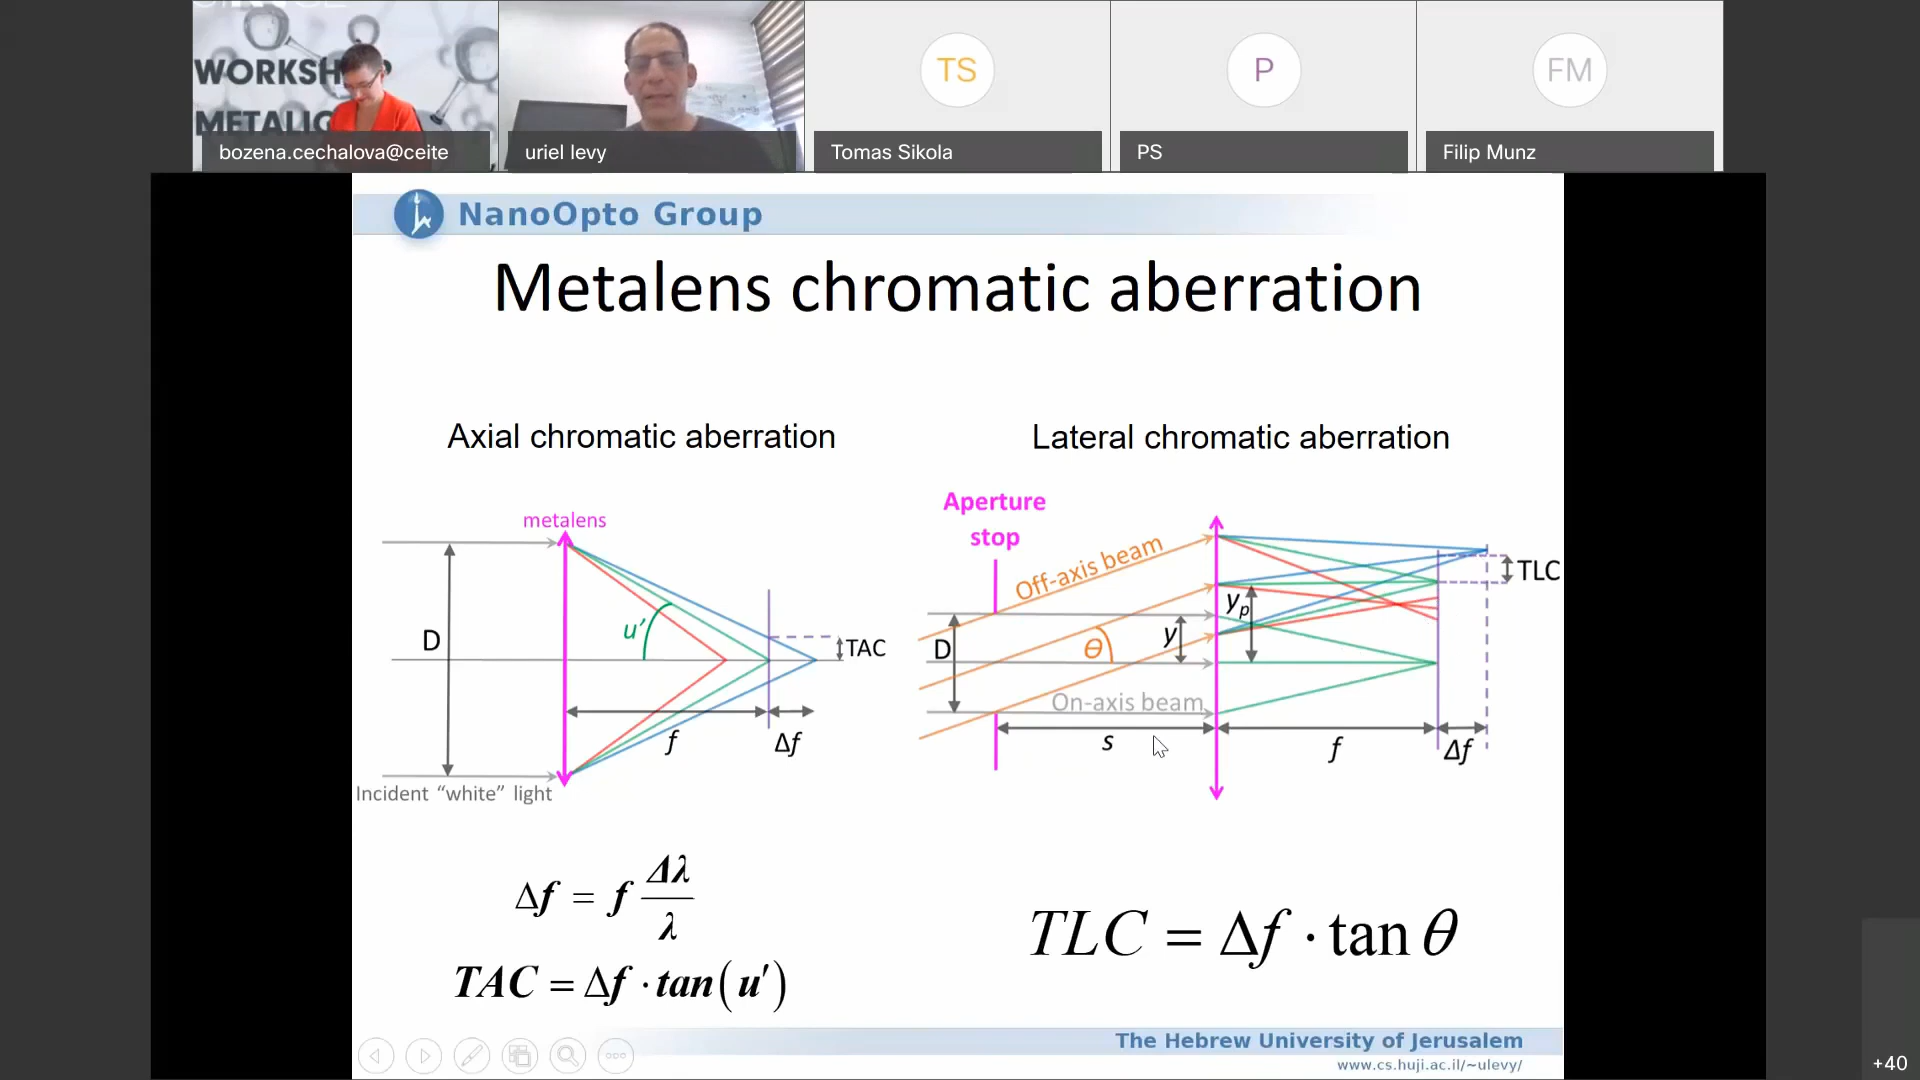 WORKSHOP
METALIC
bozena.cechalova@ceite
uriel levy
TS
Tomas Sikola
P
PS
FM
Filip Munz
NanoOpto Group
Metalens chromatic aberration
Axial chromatic aberration
Lateral chromatic aberration
metalens
D
u'
TAC
f
Δf
Incident “white” light
Aperture
stop
Off-axis beam
D
θ
y
yₚ
TLC
On-axis beam
s
f
Δf
Δf = f Δλ/λ
TAC = Δf · tan(u')
TLC = Δf · tan θ
The Hebrew University of Jerusalem
www.cs.huji.ac.il/~ulevy/
+40